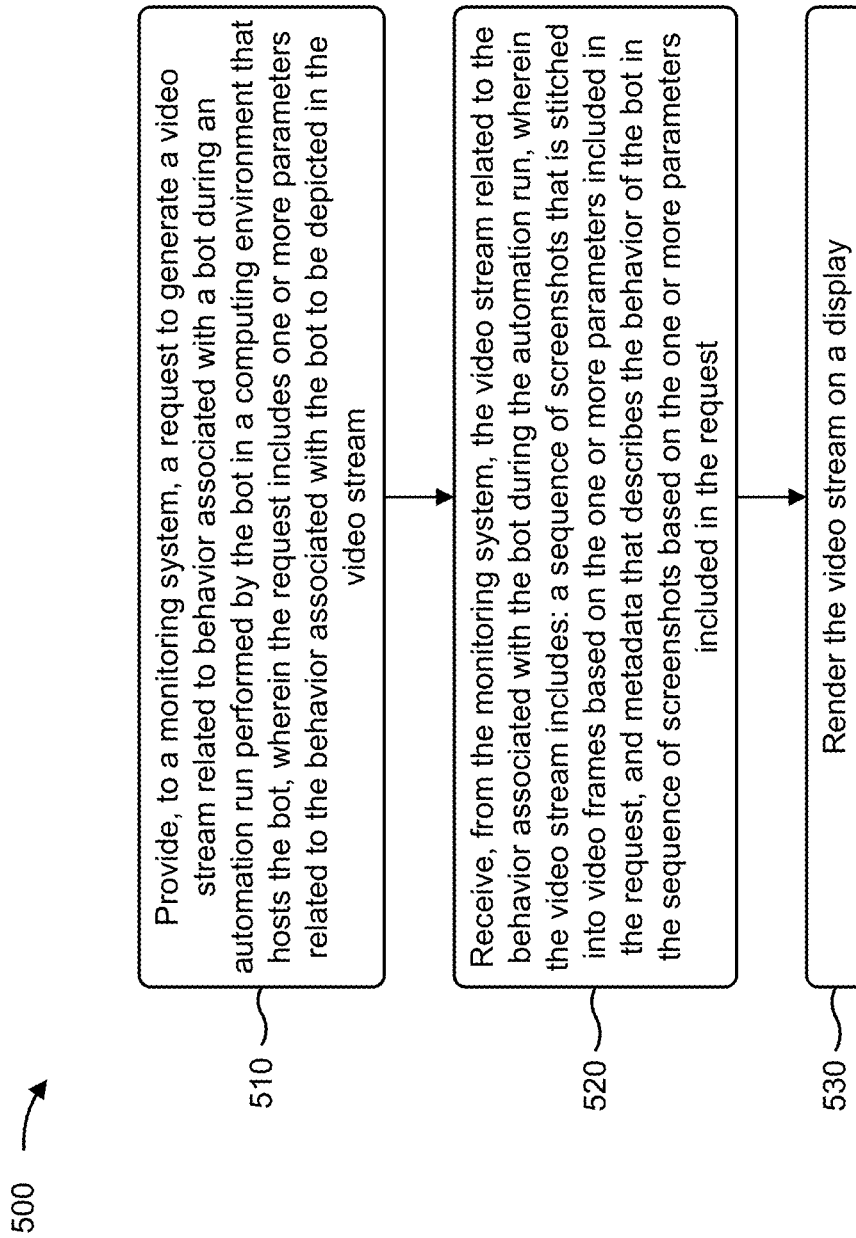 500
510
Provide, to a monitoring system, a request to generate a video
stream related to behavior associated with a bot during an
automation run performed by the bot in a computing environment that
hosts the bot, wherein the request includes one or more parameters
related to the behavior associated with the bot to be depicted in the
video stream
520
Receive, from the monitoring system, the video stream related to the
behavior associated with the bot during the automation run, wherein
the video stream includes: a sequence of screenshots that is stitched
into video frames based on the one or more parameters included in
the request, and metadata that describes the behavior of the bot in
the sequence of screenshots based on the one or more parameters
included in the request
530
Render the video stream on a display